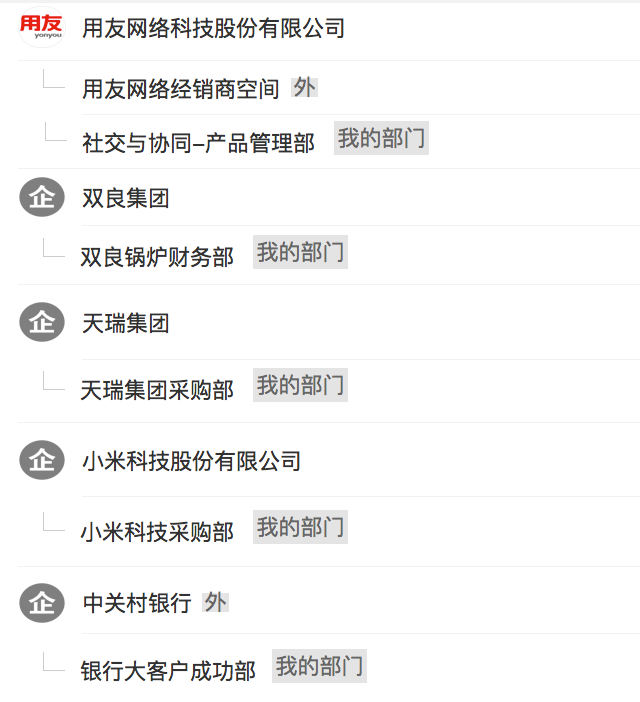 用友 yonyou 用友网络科技股份有限公司
用友网络经销商空间 外
社交与协同–产品管理部 我的部门
企 双良集团
双良锅炉财务部 我的部门
企 天瑞集团
天瑞集团采购部 我的部门
企 小米科技股份有限公司
小米科技采购部 我的部门
企 中关村银行 外
银行大客户成功部 我的部门